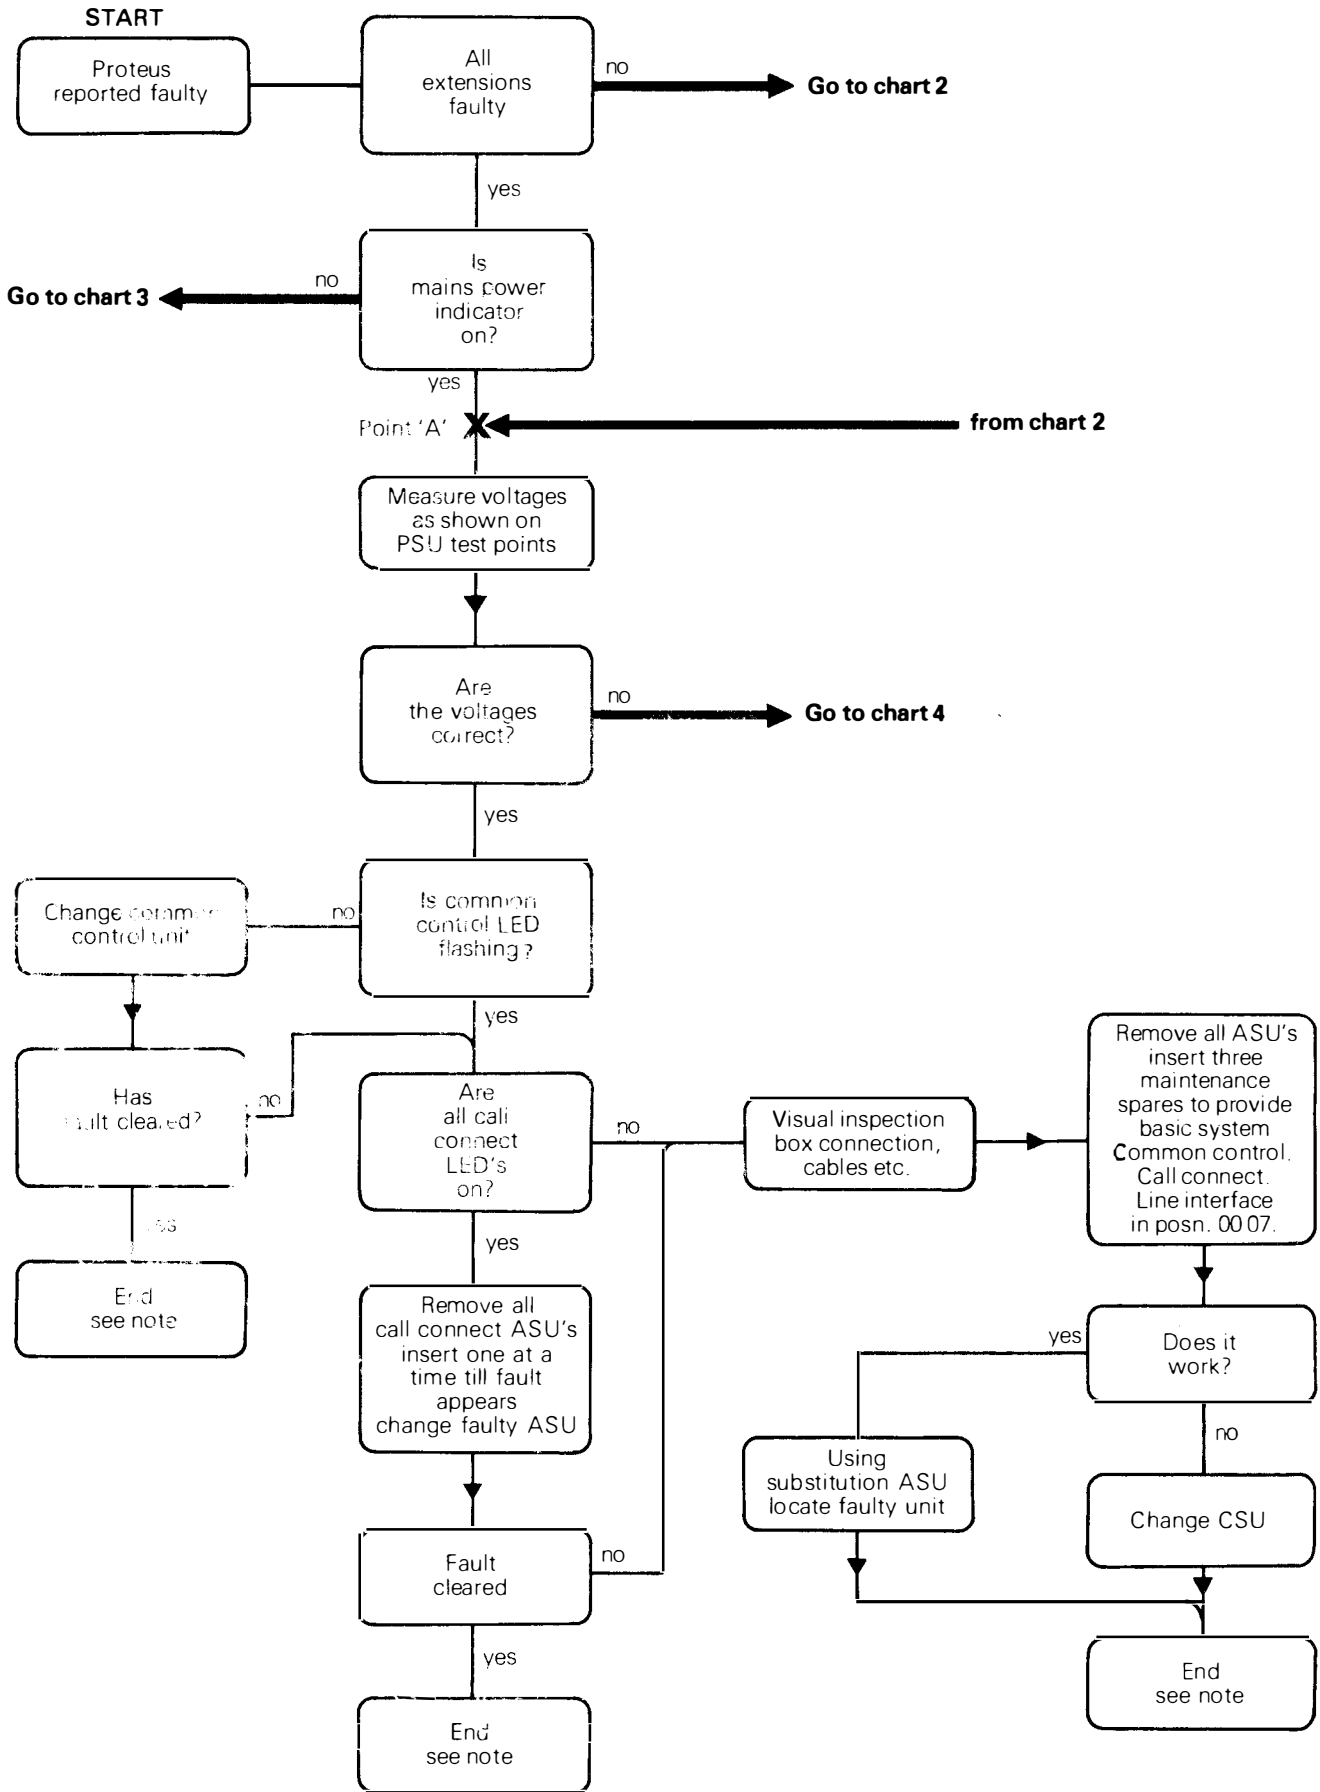 START
Proteus
reported faulty
All
extensions
faulty
no
Go to chart 2
yes
Is
mains power
indicator
on?
no
Go to chart 3
yes
Point 'A'
from chart 2
Measure voltages
as shown on
PSU test points
Are
the voltages
correct?
no
Go to chart 4
yes
Is common
control LED
flashing?
no
Change common
control unit
yes
Has
fault cleared?
no
yes
End
see note
Are
all call
connect
LED's
on?
no
Visual inspection
box connection,
cables etc.
Remove all ASU's
insert three
maintenance
spares to provide
basic system
Common control.
Call connect.
Line interface
in posn. 00 07.
yes
Remove all
call connect ASU's
insert one at a
time till fault
appears
change faulty ASU
Does it
work?
yes
no
Using
substitution ASU
locate faulty unit
Change CSU
Fault
cleared
no
yes
End
see note
End
see note